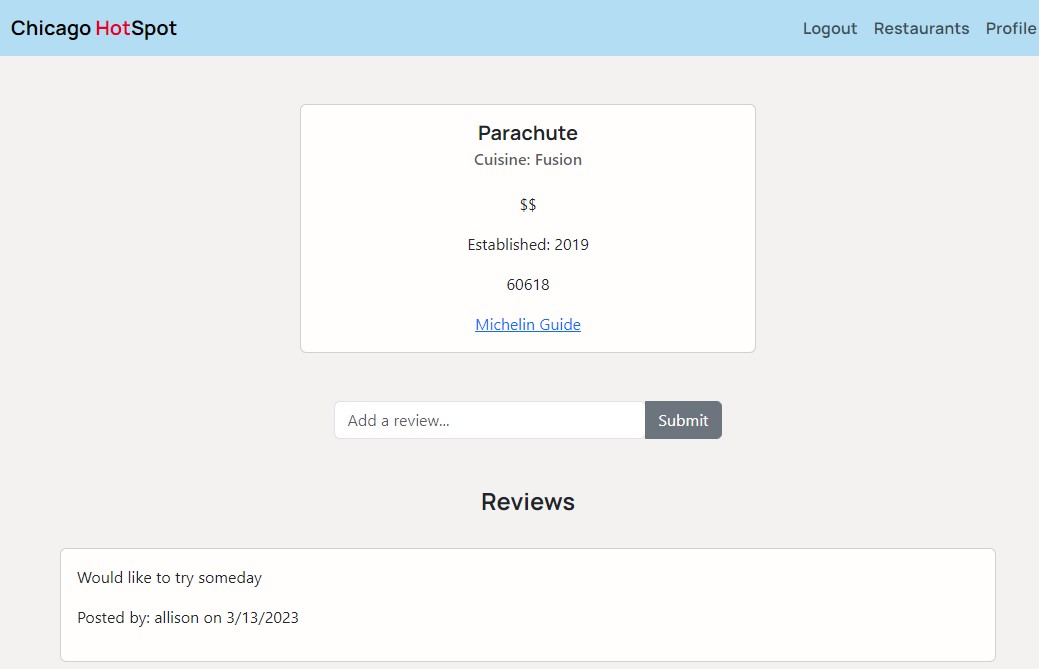 Chicago HotSpot
Logout Restaurants Profile
Parachute
Cuisine: Fusion
$$
Established: 2019
60618
Michelin Guide
Add a review...
Submit
Reviews
Would like to try someday
Posted by: allison on 3/13/2023